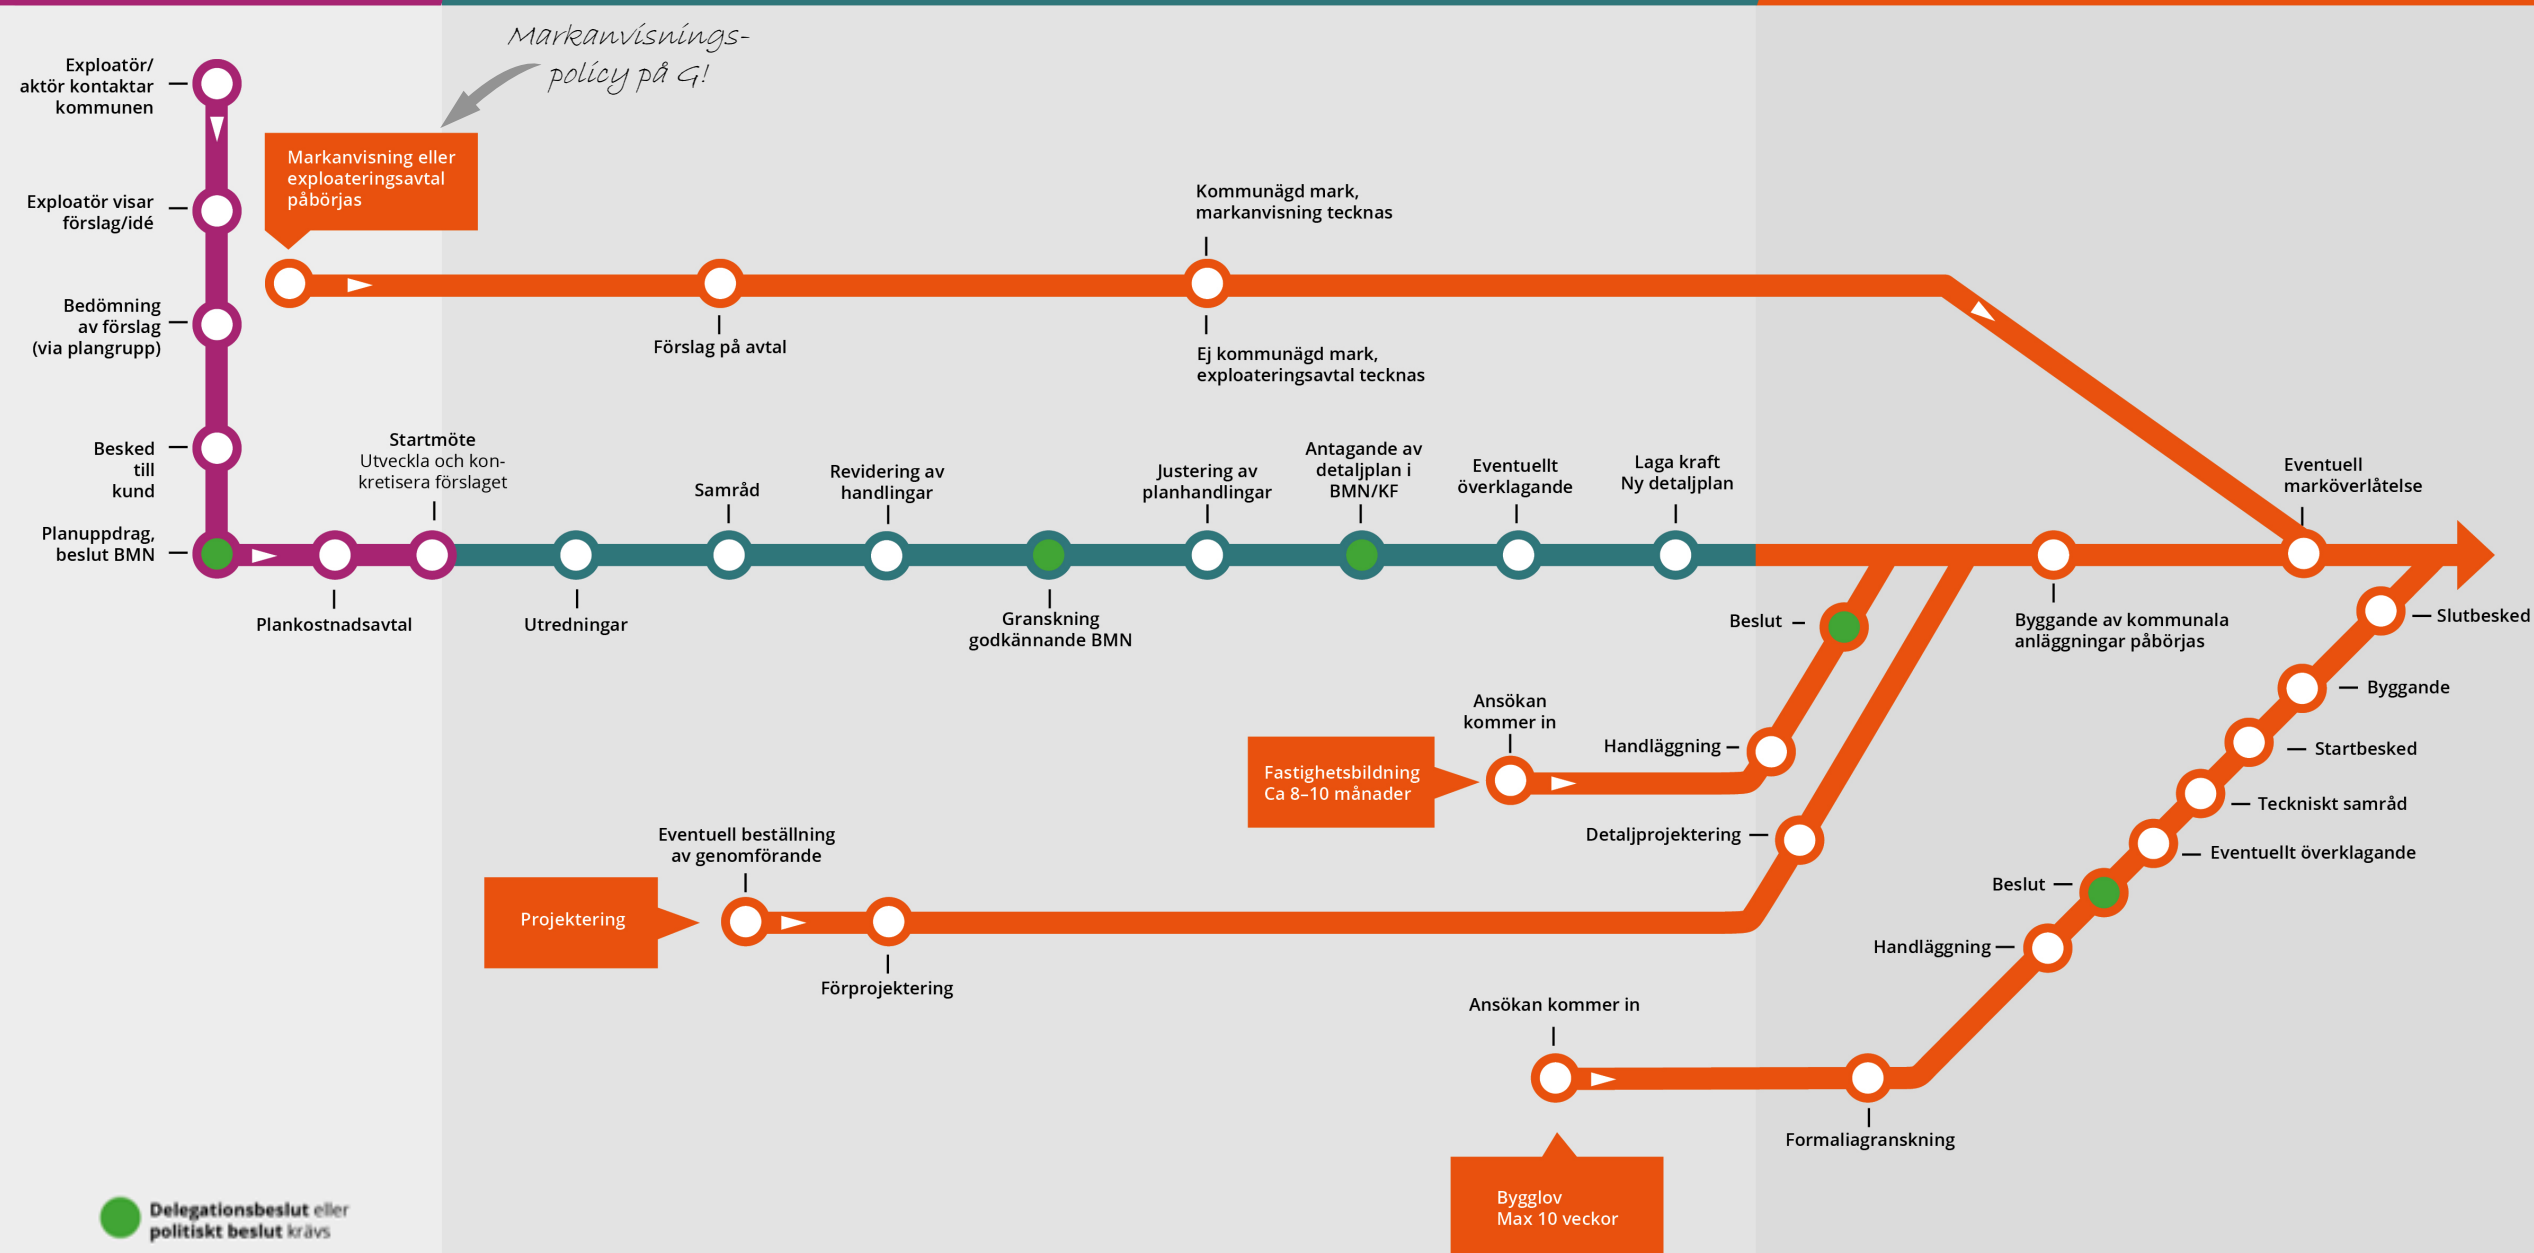 Markanvisnings-
policy på G!
Exploatör/
aktör kontaktar
kommunen
Exploatör visar
förslag/idé
Bedömning
av förslag
(via plangrupp)
Besked
till
kund
Planuppdrag,
beslut BMN
Markanvisning eller
exploateringsavtal
påbörjas
Förslag på avtal
Kommunägd mark,
markanvisning tecknas
Ej kommunägd mark,
exploateringsavtal tecknas
Plankostnadsavtal
Startmöte
Utveckla och kon-
kretisera förslaget
Utredningar
Samråd
Revidering av
handlingar
Granskning
godkännande BMN
Justering av
planhandlingar
Antagande av
detaljplan i
BMN/KF
Eventuellt
överklagande
Laga kraft
Ny detaljplan
Byggande av kommunala
anläggningar påbörjas
Eventuell
marköverlåtelse
Fastighetsbildning
Ca 8–10 månader
Ansökan
kommer in
Handläggning
Beslut
Projektering
Eventuell beställning
av genomförande
Förprojektering
Detaljprojektering
Bygglov
Max 10 veckor
Ansökan kommer in
Formaliagranskning
Handläggning
Beslut
Eventuellt överklagande
Teckniskt samråd
Startbesked
Byggande
Slutbesked
Delegationsbeslut eller
politiskt beslut krävs